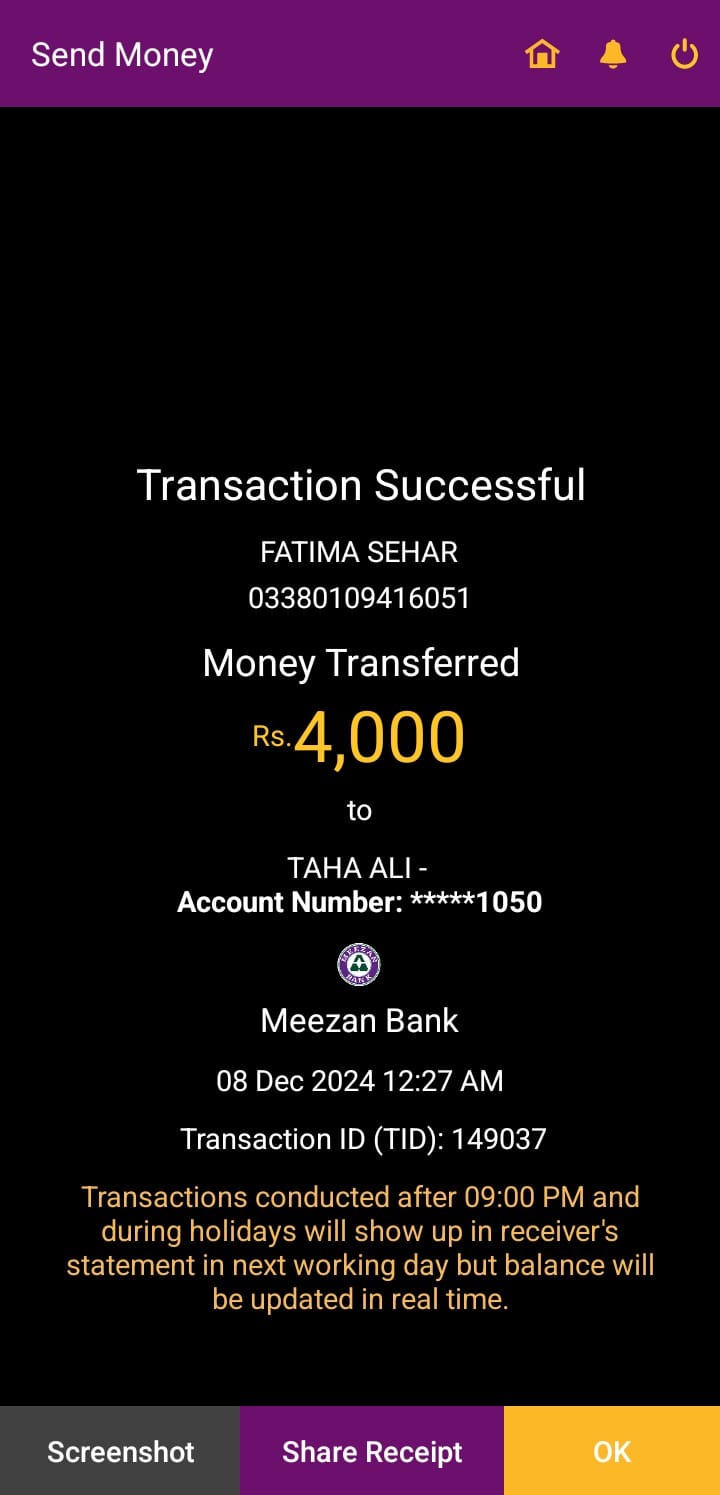 Send Money
Transaction Successful
FATIMA SEHAR
03380109416051
Money Transferred
Rs.4,000
to
TAHA ALI -
Account Number: *****1050
MEEZAN BANK
Meezan Bank
08 Dec 2024 12:27 AM
Transaction ID (TID): 149037
Transactions conducted after 09:00 PM and
during holidays will show up in receiver's
statement in next working day but balance will
be updated in real time.
Screenshot
Share Receipt
OK